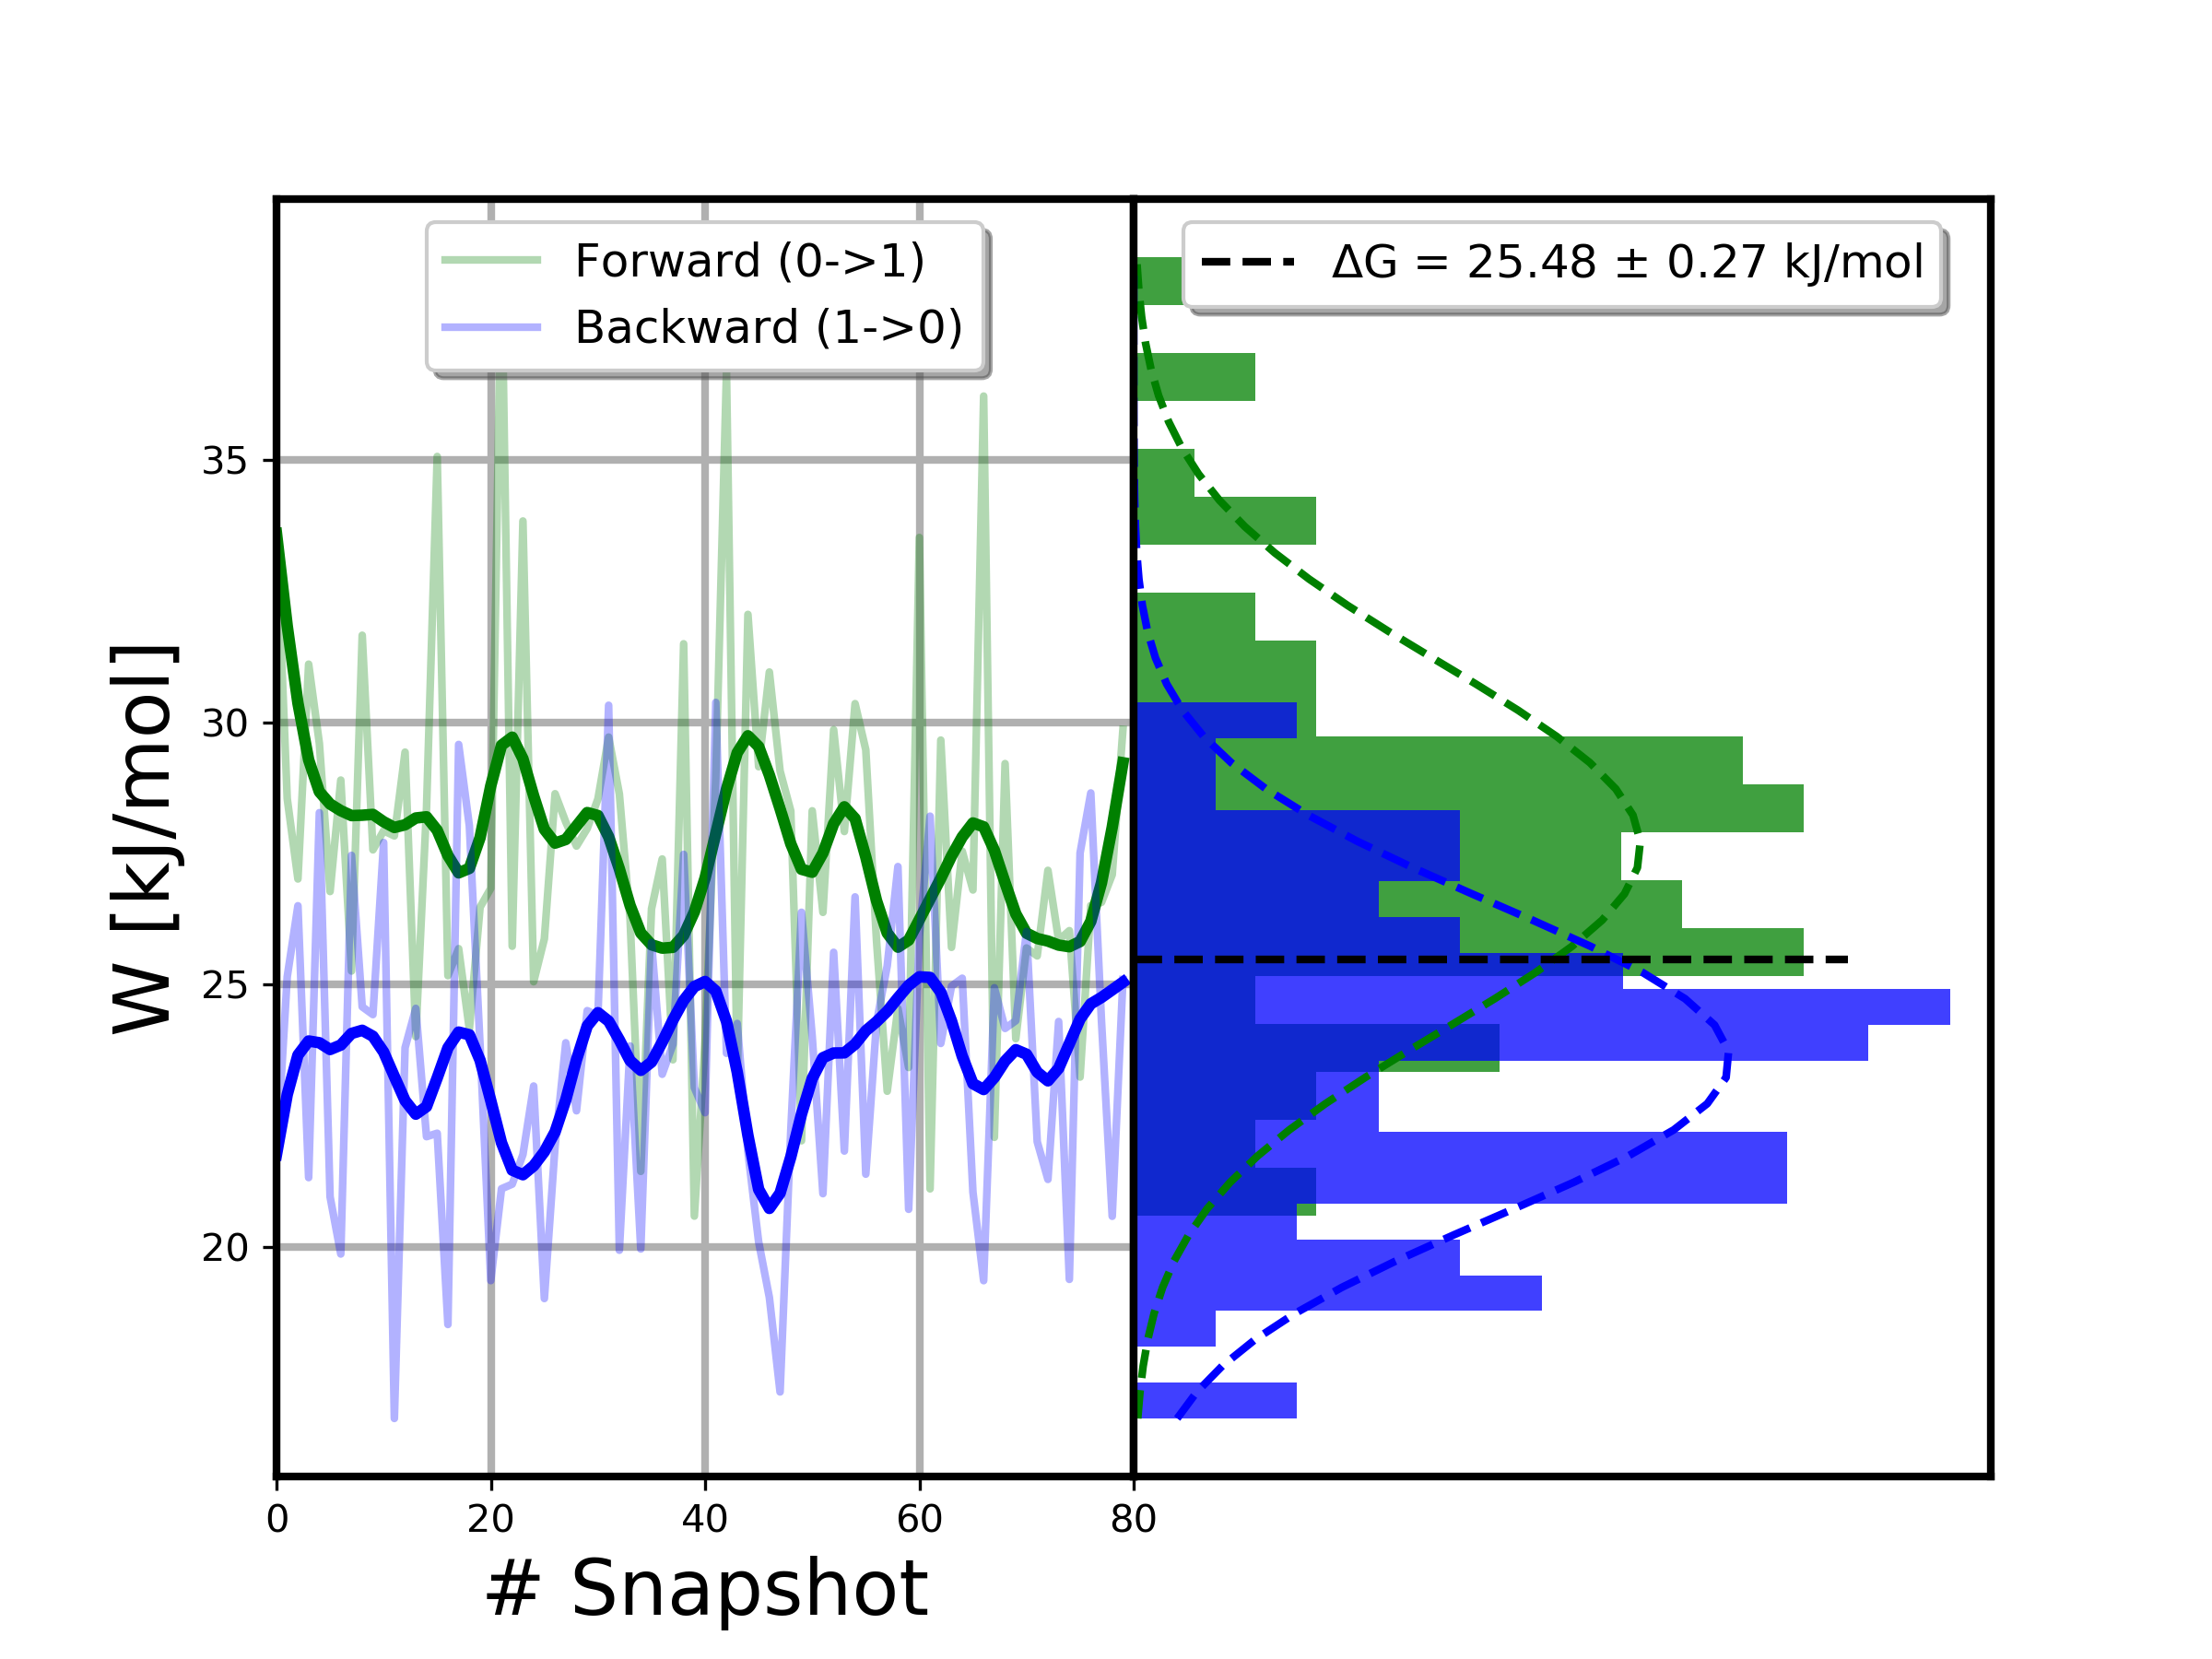 Forward (0->1)
Backward (1->0)
ΔG = 25.48 ± 0.27 kJ/mol
W [kJ/mol]
35
30
25
20
0 20 40 60 80
# Snapshot